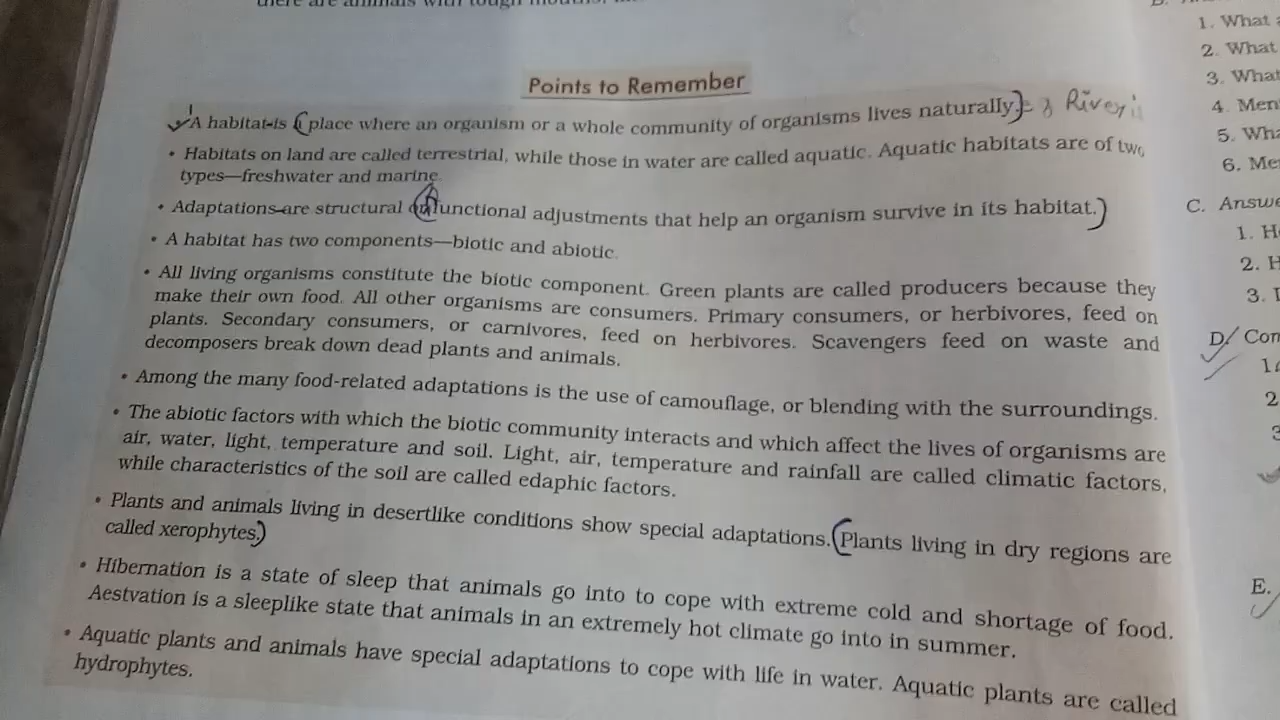 there are animals with tough mouths.
Points to Remember
• A habitat is a place where an organism or a whole community of organisms lives naturally. River
• Habitats on land are called terrestrial, while those in water are called aquatic. Aquatic habitats are of two
types—freshwater and marine.
• Adaptations are structural or functional adjustments that help an organism survive in its habitat.
• A habitat has two components—biotic and abiotic.
• All living organisms constitute the biotic component. Green plants are called producers because they
make their own food. All other organisms are consumers. Primary consumers, or herbivores, feed on
plants. Secondary consumers, or carnivores, feed on herbivores. Scavengers feed on waste and
decomposers break down dead plants and animals.
• Among the many food-related adaptations is the use of camouflage, or blending with the surroundings.
• The abiotic factors with which the biotic community interacts and which affect the lives of organisms are
air, water, light, temperature and soil. Light, air, temperature and rainfall are called climatic factors,
while characteristics of the soil are called edaphic factors.
• Plants and animals living in desertlike conditions show special adaptations. Plants living in dry regions are
called xerophytes.
• Hibernation is a state of sleep that animals go into to cope with extreme cold and shortage of food.
Aestvation is a sleeplike state that animals in an extremely hot climate go into in summer.
• Aquatic plants and animals have special adaptations to cope with life in water. Aquatic plants are called
hydrophytes.
1. What
2. What
3. What
4.
5.
6.
C.
1.
2.
3.
D.
2
3
E.